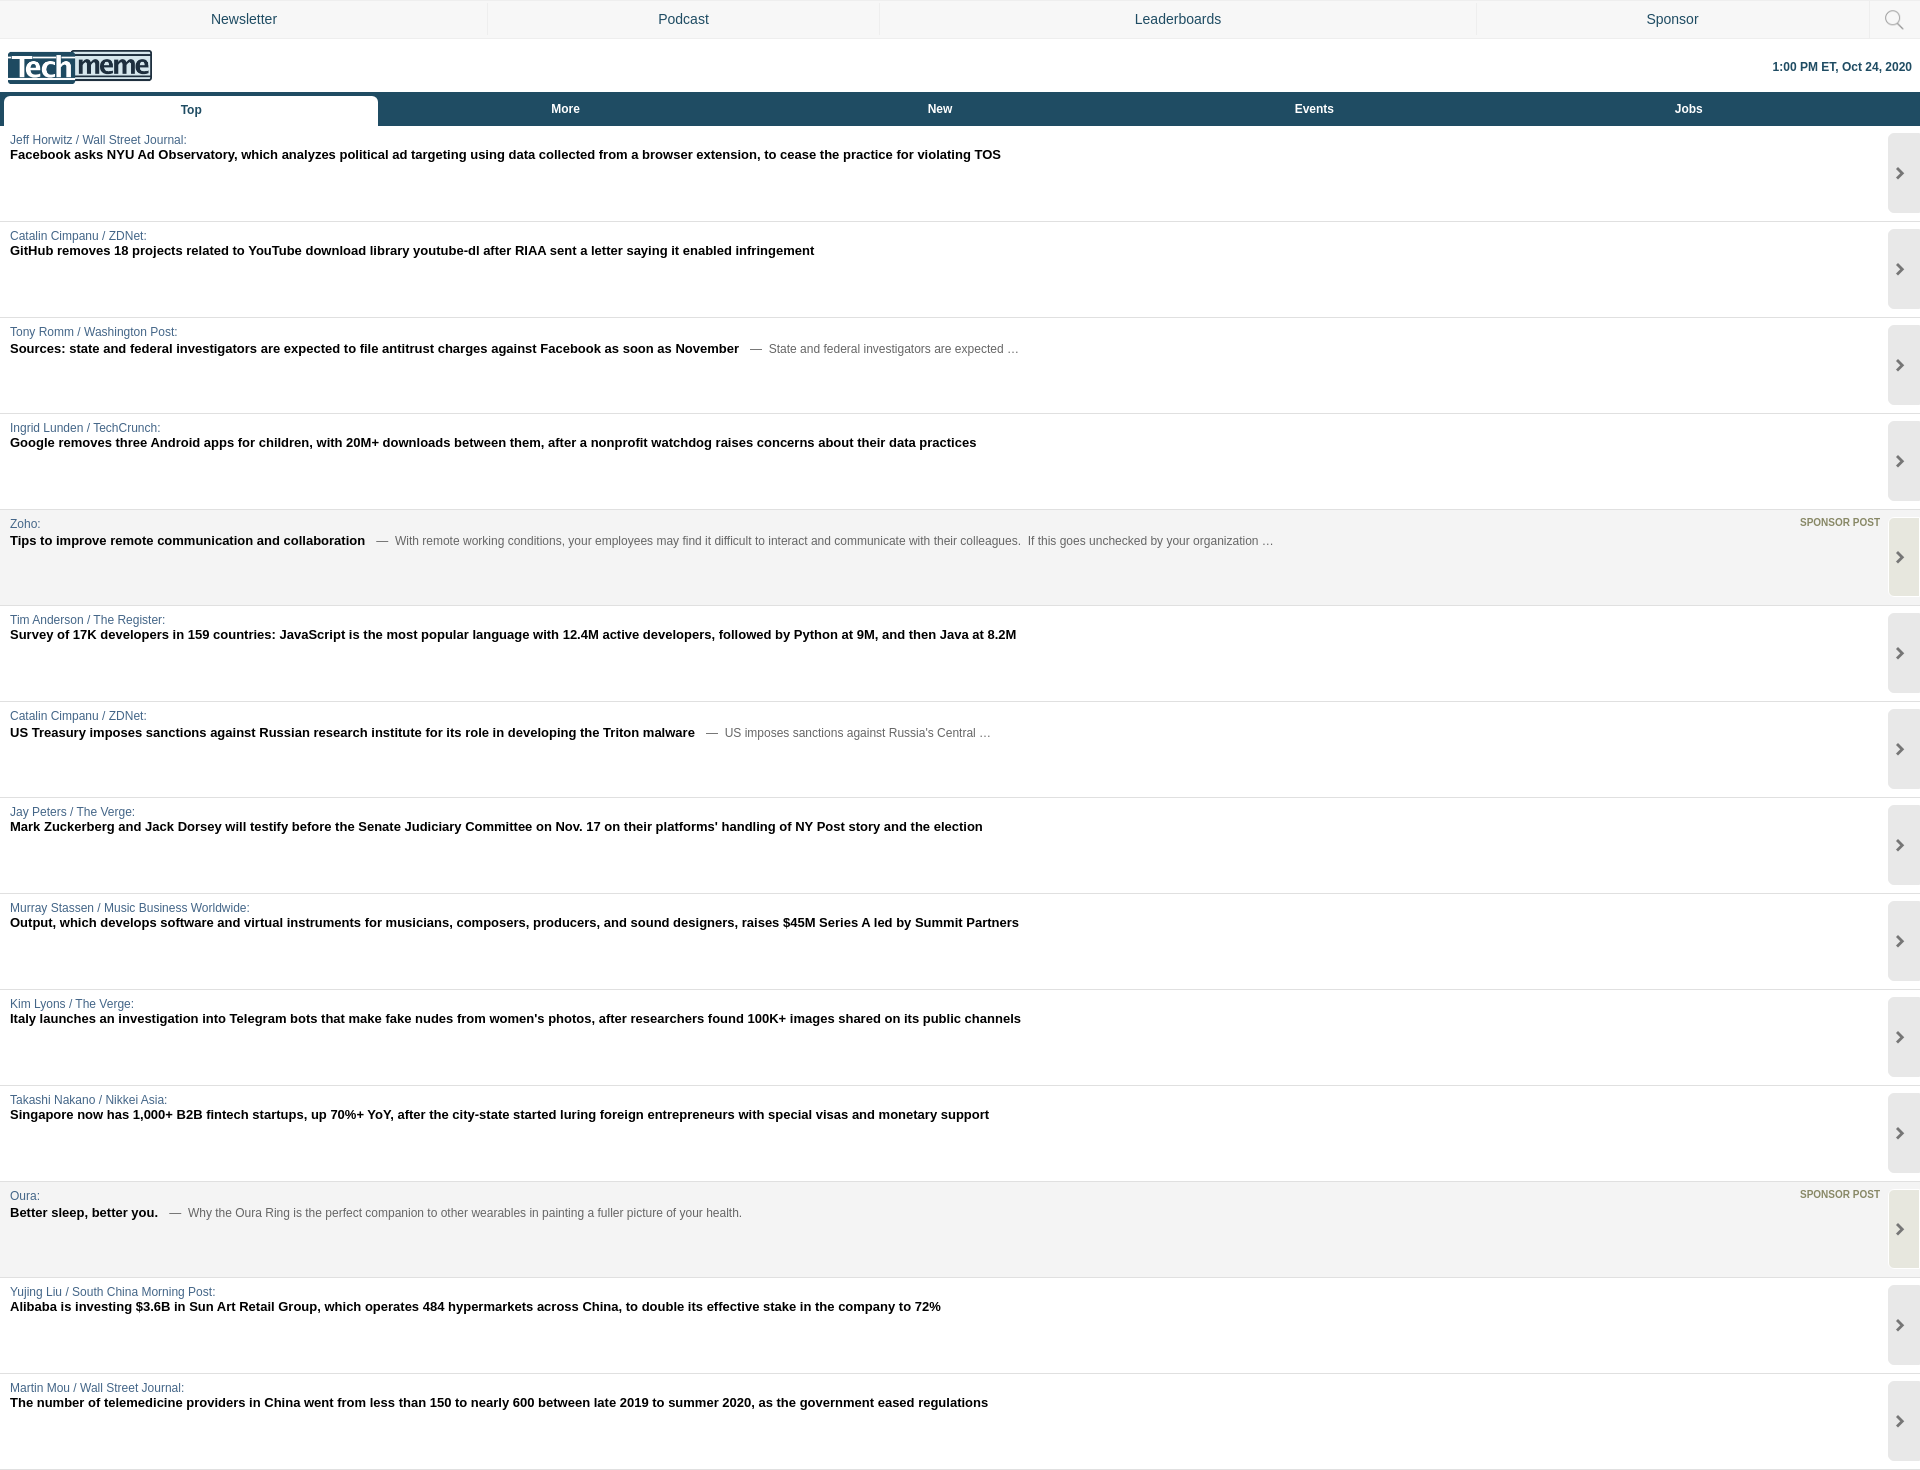 Newsletter
Podcast
Leaderboards
Sponsor
Techmeme
1:00 PM ET, Oct 24, 2020
Top
More
New
Events
Jobs
Jeff Horwitz / Wall Street Journal:
Facebook asks NYU Ad Observatory, which analyzes political ad targeting using data collected from a browser extension, to cease the practice for violating TOS
Catalin Cimpanu / ZDNet:
GitHub removes 18 projects related to YouTube download library youtube-dl after RIAA sent a letter saying it enabled infringement
Tony Romm / Washington Post:
Sources: state and federal investigators are expected to file antitrust charges against Facebook as soon as November — State and federal investigators are expected …
Ingrid Lunden / TechCrunch:
Google removes three Android apps for children, with 20M+ downloads between them, after a nonprofit watchdog raises concerns about their data practices
Zoho:
SPONSOR POST
Tips to improve remote communication and collaboration — With remote working conditions, your employees may find it difficult to interact and communicate with their colleagues. If this goes unchecked by your organization …
Tim Anderson / The Register:
Survey of 17K developers in 159 countries: JavaScript is the most popular language with 12.4M active developers, followed by Python at 9M, and then Java at 8.2M
Catalin Cimpanu / ZDNet:
US Treasury imposes sanctions against Russian research institute for its role in developing the Triton malware — US imposes sanctions against Russia's Central …
Jay Peters / The Verge:
Mark Zuckerberg and Jack Dorsey will testify before the Senate Judiciary Committee on Nov. 17 on their platforms' handling of NY Post story and the election
Murray Stassen / Music Business Worldwide:
Output, which develops software and virtual instruments for musicians, composers, producers, and sound designers, raises $45M Series A led by Summit Partners
Kim Lyons / The Verge:
Italy launches an investigation into Telegram bots that make fake nudes from women's photos, after researchers found 100K+ images shared on its public channels
Takashi Nakano / Nikkei Asia:
Singapore now has 1,000+ B2B fintech startups, up 70%+ YoY, after the city-state started luring foreign entrepreneurs with special visas and monetary support
Oura:
SPONSOR POST
Better sleep, better you. — Why the Oura Ring is the perfect companion to other wearables in painting a fuller picture of your health.
Yujing Liu / South China Morning Post:
Alibaba is investing $3.6B in Sun Art Retail Group, which operates 484 hypermarkets across China, to double its effective stake in the company to 72%
Martin Mou / Wall Street Journal:
The number of telemedicine providers in China went from less than 150 to nearly 600 between late 2019 to summer 2020, as the government eased regulations